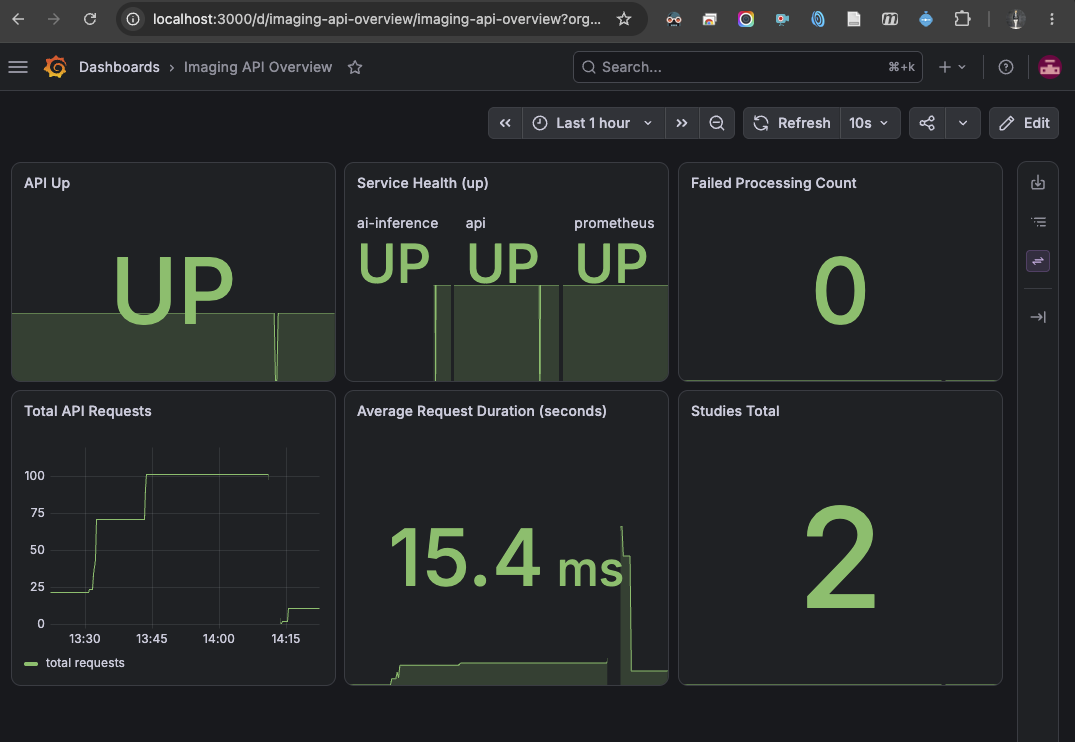 localhost:3000/d/imaging-api-overview/imaging-api-overview?org...
Dashboards › Imaging API Overview
Search...
⌘+k
Last 1 hour
Refresh
10s
Edit
API Up
UP
Service Health (up)
ai-inference
UP
api
UP
prometheus
UP
Failed Processing Count
0
Total API Requests
100
75
50
25
0
13:30 13:45 14:00 14:15
total requests
Average Request Duration (seconds)
15.4 ms
Studies Total
2